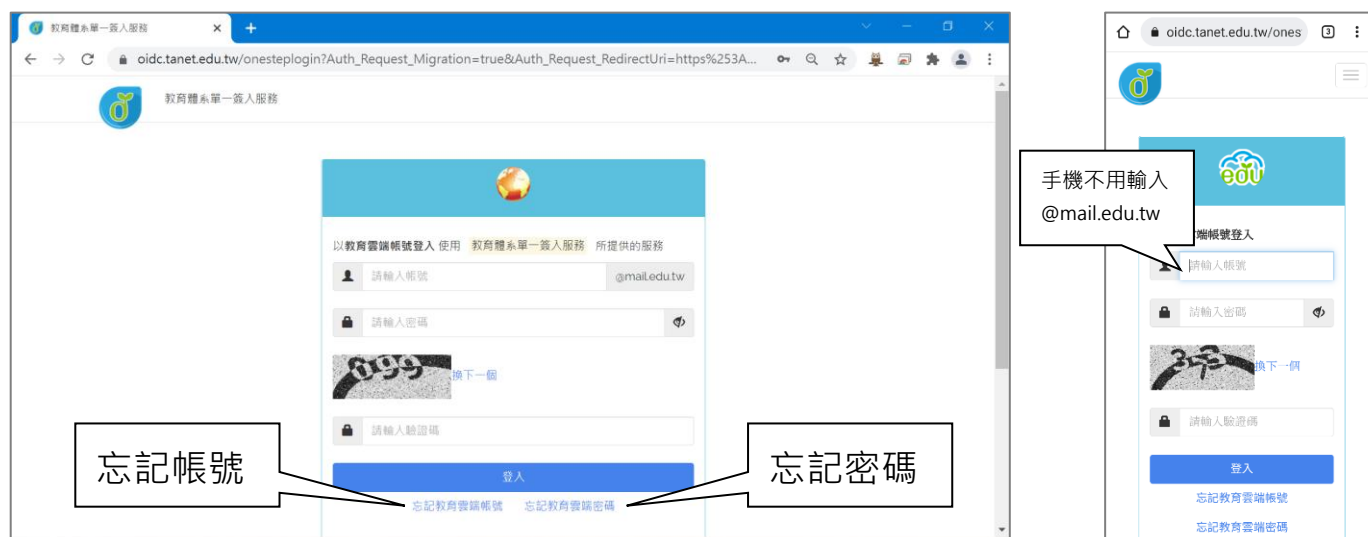 教育體系單一簽入服務
oidc.tanet.edu.tw/onesteplogin?Auth_Request_Migration=true&Auth_Request_RedirectUri=https%253A...
教育體系單一簽入服務
以教育雲端帳號登入 使用 教育體系單一簽入服務 所提供的服務
請輸入帳號 @mail.edu.tw
請輸入密碼
099 換下一個
請輸入驗證碼
登入
忘記教育雲端帳號 忘記教育雲端密碼
忘記帳號
忘記密碼
oidc.tanet.edu.tw/ones 3
edu
手機不用輸入
@mail.edu.tw
端帳號登入
請輸入帳號
請輸入密碼
353 換下一個
請輸入驗證碼
登入
忘記教育雲端帳號
忘記教育雲端密碼